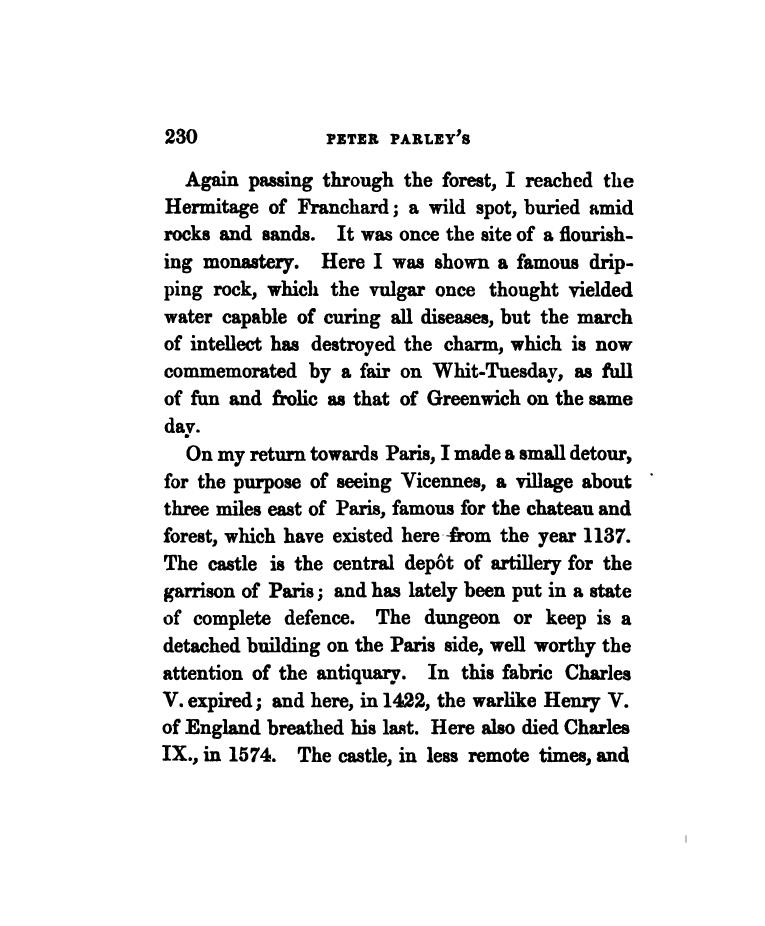 230 PETER PARLEY'S
Again passing through the forest, I reached the
Hermitage of Franchard; a wild spot, buried amid
rocks and sands. It was once the site of a flourish-
ing monastery. Here I was shown a famous drip-
ping rock, which the vulgar once thought yielded
water capable of curing all diseases, but the march
of intellect has destroyed the charm, which is now
commemorated by a fair on Whit-Tuesday, as full
of fun and frolic as that of Greenwich on the same
day.
On my return towards Paris, I made a small detour,
for the purpose of seeing Vicennes, a village about
three miles east of Paris, famous for the chateau and
forest, which have existed here from the year 1137.
The castle is the central depôt of artillery for the
garrison of Paris; and has lately been put in a state
of complete defence. The dungeon or keep is a
detached building on the Paris side, well worthy the
attention of the antiquary. In this fabric Charles
V. expired; and here, in 1422, the warlike Henry V.
of England breathed his last. Here also died Charles
IX., in 1574. The castle, in less remote times, and